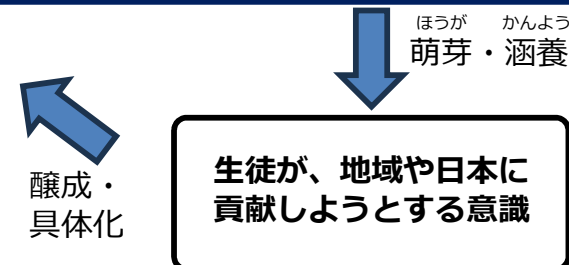 ほうが　かんよう
萌芽・涵養
生徒が、地域や日本に
貢献しようとする意識
醸成・
具体化